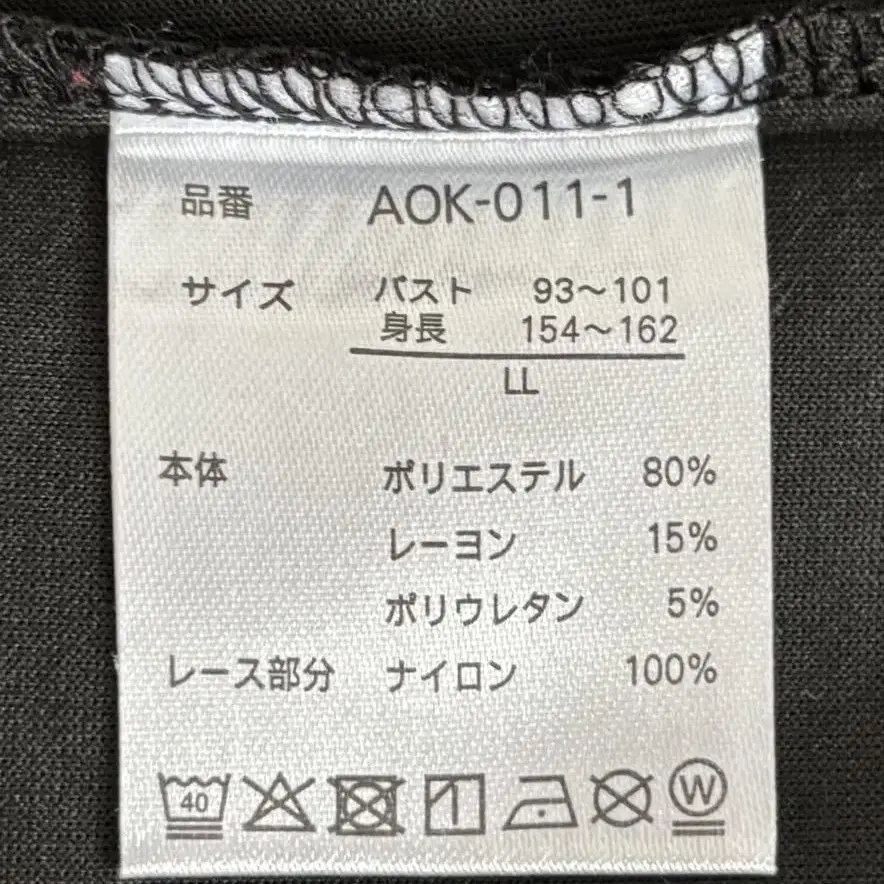 品番 AOK-011-1
サイズ バスト 93～101
身長 154～162
LL
本体 ポリエステル 80%
レーヨン 15%
ポリウレタン 5%
レース部分 ナイロン 100%
40 W